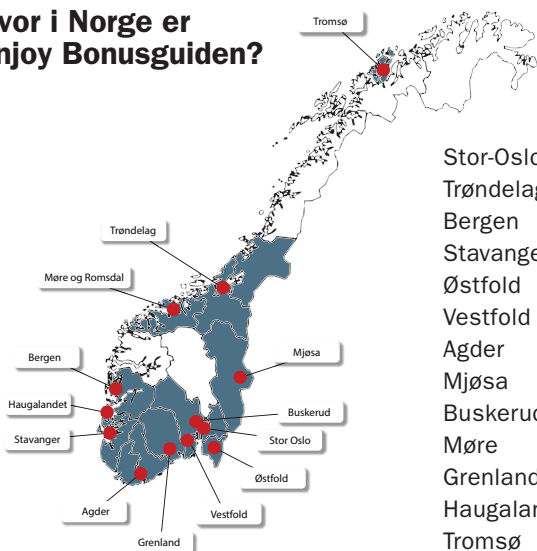 vor i Norge er
njoy Bonusguiden?
Tromsø
Trøndelag
Møre og Romsdal
Bergen
Haugalandet
Stavanger
Agder
Grenland
Vestfold
Østfold
Stor Oslo
Buskerud
Mjøsa
Stor-Oslo
Trøndelag
Bergen
Stavange
Østfold
Vestfold
Agder
Mjøsa
Buskerud
Møre
Grenland
Haugalan
Tromsø